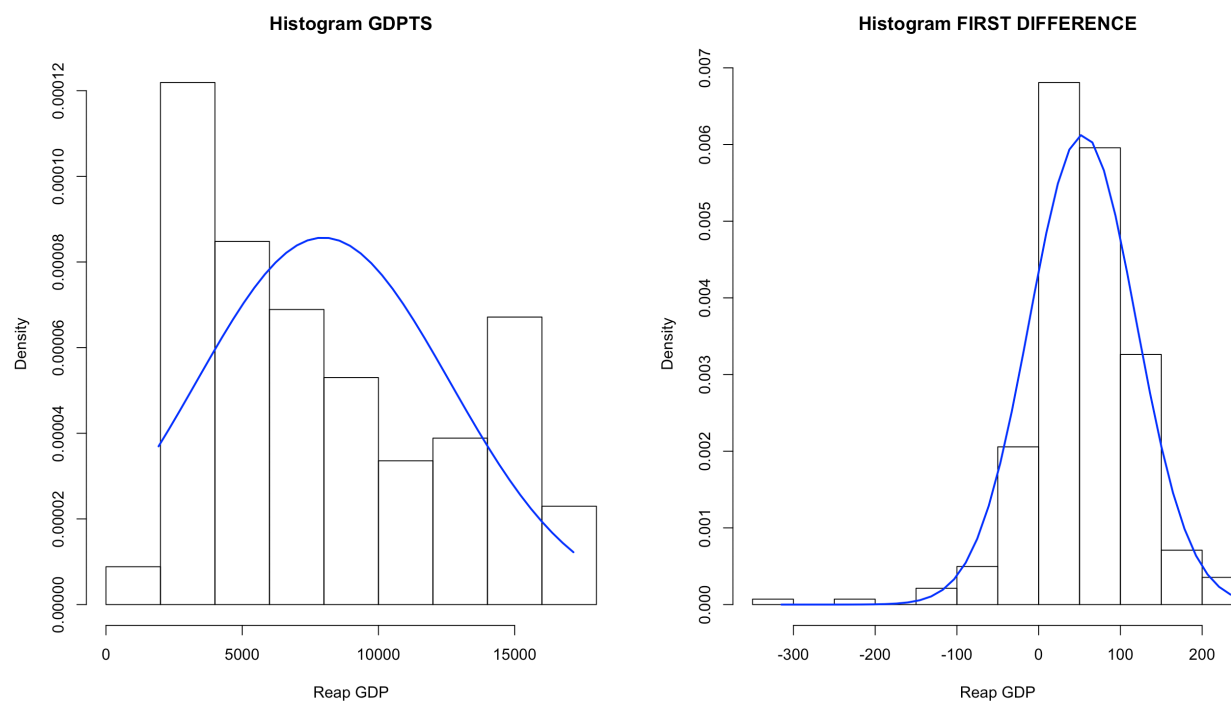 Histogram GDPTS
Density
0.00000 0.00002 0.00004 0.00006 0.00008 0.00010 0.00012
0 5000 10000 15000
Reap GDP
Histogram FIRST DIFFERENCE
Density
0.000 0.001 0.002 0.003 0.004 0.005 0.006 0.007
-300 -200 -100 0 100 200
Reap GDP